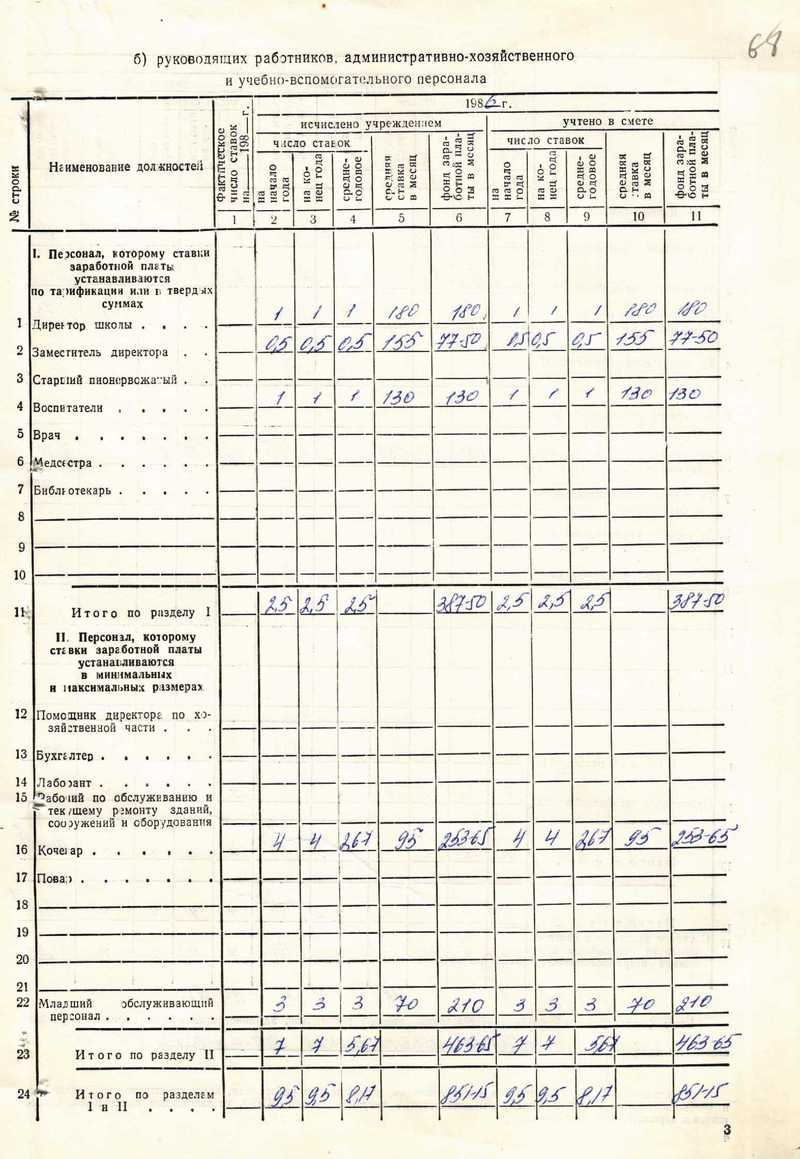 68
б) руководящих работников, административно-хозяйственного
и учебно-вспомогательного персонала
№ строки
Наименование должностей
Фактическое число ставок на 198 г.
1986 г.
исчислено учреждением
учтено в смете
число ставок
на начало года
на конец года
средне-годовое
средняя ставка в месяц
фонд заработной платы в месяц
число ставок
на начало года
на конец года
средне-годовое
средняя ставка в месяц
фонд заработной платы в месяц
1 2 3 4 5 6 7 8 9 10 11
I. Персонал, которому ставки
заработной платы
устанавливаются
по тарификации или в твердых
суммах
1 Директор школы . . . . 1 1 1 180 180 1 1 1 180 180
2 Заместитель директора . . 0,5 0,5 0,5 155 77-50 0,5 0,5 0,5 155 77-50
3 Старший пионервожатый . .
4 Воспитатели . . . . . 1 1 1 130 130 1 1 1 130 130
5 Врач . . . . . . .
6 Медсестра . . . . . .
7 Библиотекарь . . . . .
8
9
10
11 Итого по разделу I 2,5 2,5 2,5 387-50 2,5 2,5 2,5 387-50
II. Персонал, которому
ставки заработной платы
устанавливаются
в минимальных
и максимальных размерах
12 Помощник директора по хо-
зяйственной части . . .
13 Бухгалтер . . . . . .
14 Лаборант . . . . . .
15 Рабочий по обслуживанию и
текущему ремонту зданий,
сооружений и оборудования
16 Кочегар . . . . . . 4 4 2,67 95 253-65 4 4 2,67 95 253-65
17 Повар . . . . . . .
18
19
20
21
22 Младший обслуживающий
персонал . . . . . . 3 3 3 70 210 3 3 3 70 210
23 Итого по разделу II 7 7 5,67 463-65 7 7 5,67 463-65
24 Итого по разделам
I и II . . . . 9,5 9,5 8,17 851-15 9,5 9,5 8,17 851-15
3